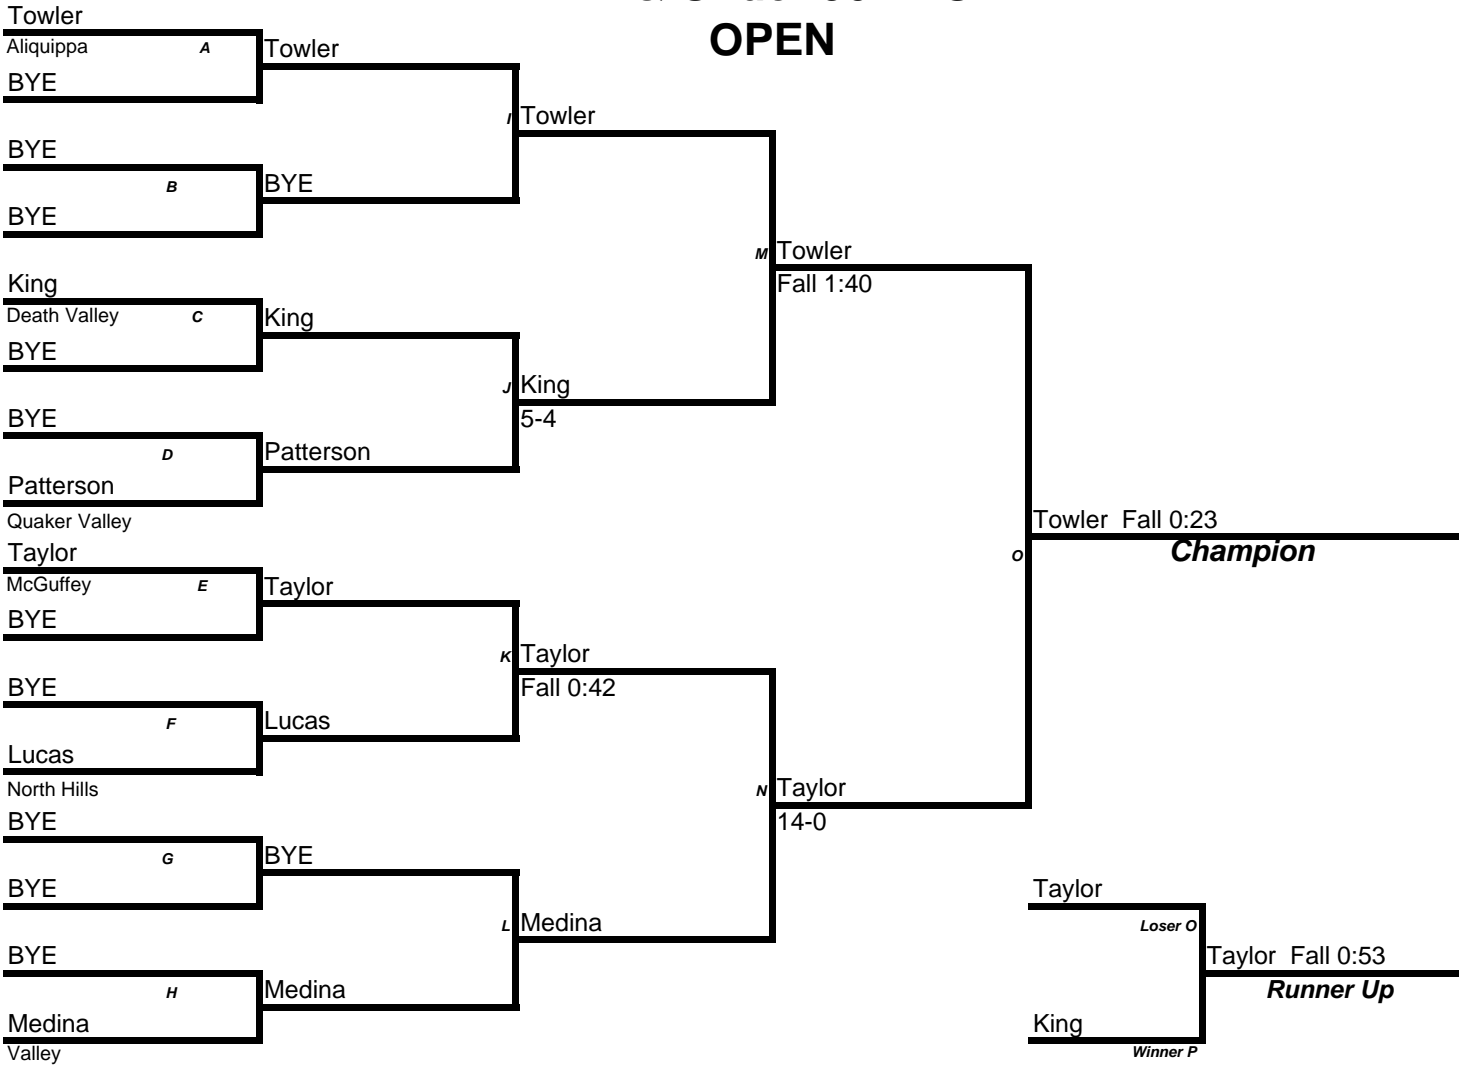 OPEN
Towler
Aliquippa
A
Towler
BYE
I
Towler
BYE
B
BYE
BYE
M
Towler
Fall 1:40
King
Death Valley
C
King
BYE
J
King
5-4
BYE
D
Patterson
Patterson
Quaker Valley
Towler Fall 0:23
O
Champion
Taylor
McGuffey
E
Taylor
BYE
K
Taylor
Fall 0:42
BYE
F
Lucas
Lucas
North Hills
N
Taylor
14-0
BYE
G
BYE
BYE
L
Medina
BYE
H
Medina
Medina
Valley
Taylor
Loser O
Taylor Fall 0:53
Runner Up
King
Winner P